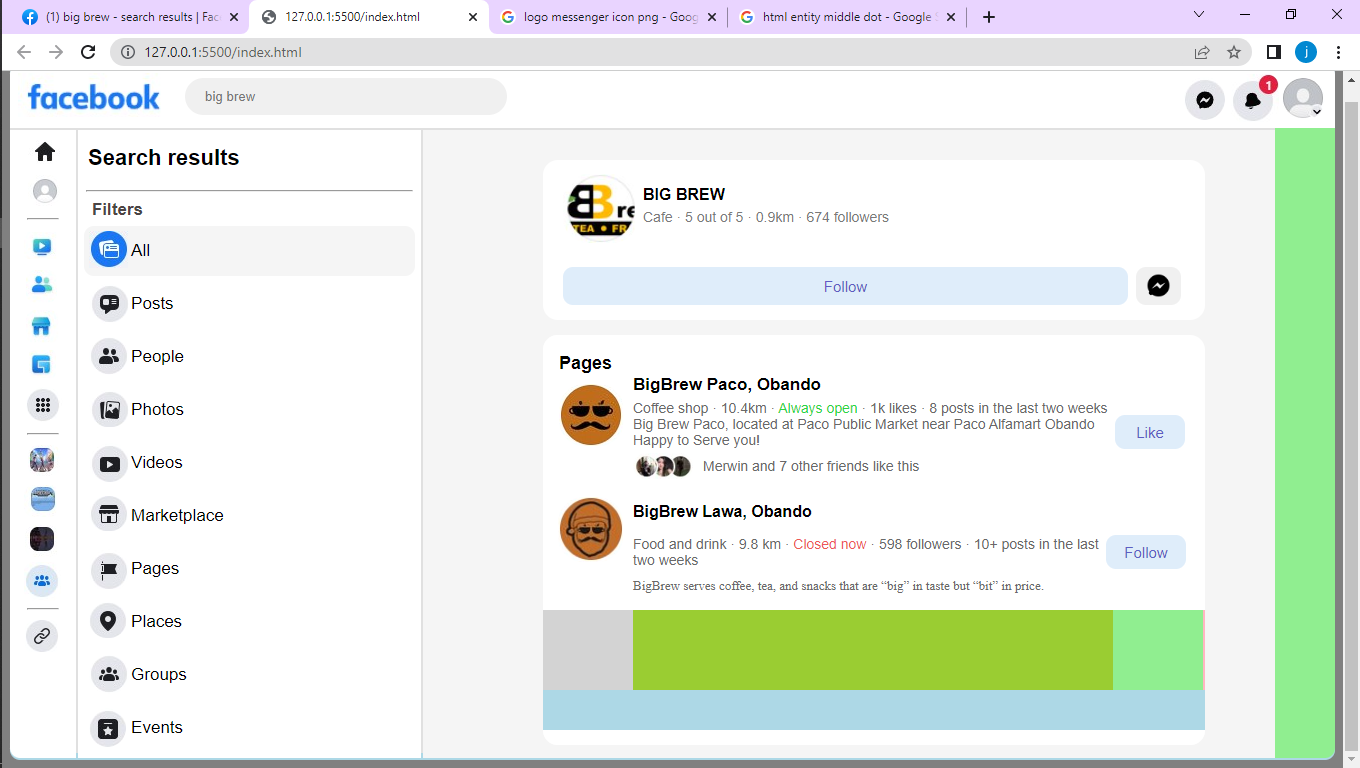 (1) big brew - search results | Fac
127.0.0.1:5500/index.html
logo messenger icon png - Goog
html entity middle dot - Google S
127.0.0.1:5500/index.html
j
facebook
big brew
1
Search results
Filters
All
Posts
People
Photos
Videos
Marketplace
Pages
Places
Groups
Events
BRE
TEA • FR
BIG BREW
Cafe · 5 out of 5 · 0.9km · 674 followers
Follow
Pages
BigBrew Paco, Obando
Coffee shop · 10.4km · Always open · 1k likes · 8 posts in the last two weeks
Big Brew Paco, located at Paco Public Market near Paco Alfamart Obando
Happy to Serve you!
Like
Merwin and 7 other friends like this
BigBrew Lawa, Obando
Food and drink · 9.8 km · Closed now · 598 followers · 10+ posts in the last
two weeks
Follow
BigBrew serves coffee, tea, and snacks that are “big” in taste but “bit” in price.